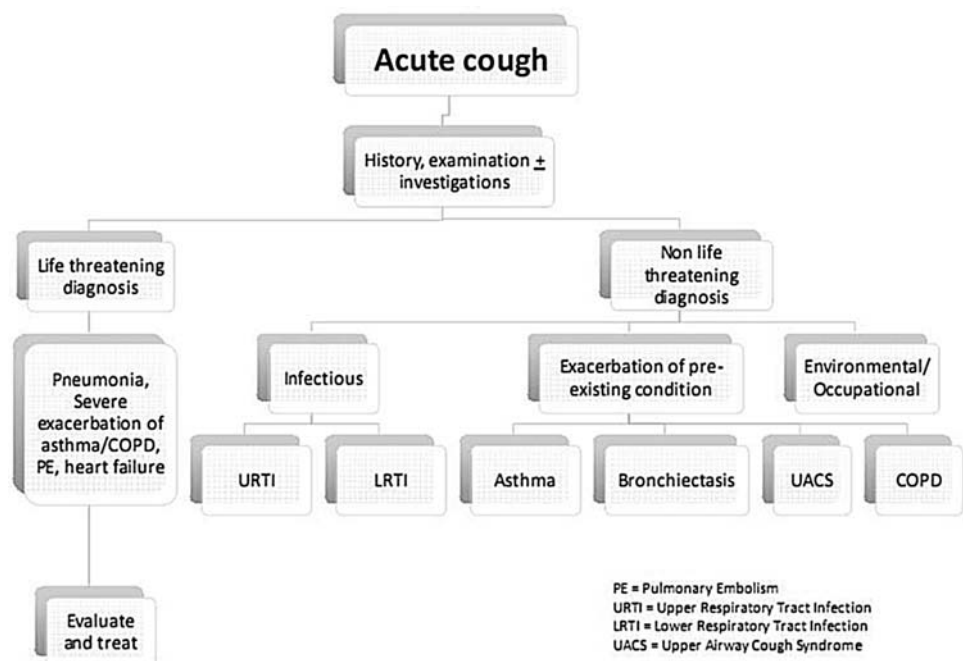 Acute cough
History, examination ±
investigations
Life threatening
diagnosis
Non life
threatening
diagnosis
Pneumonia,
Severe
exacerbation of
asthma/COPD,
PE, heart failure
Infectious
Exacerbation of pre-
existing condition
Environmental/
Occupational
URTI
LRTI
Asthma
Bronchiectasis
UACS
COPD
Evaluate
and treat
PE = Pulmonary Embolism
URTI = Upper Respiratory Tract Infection
LRTI = Lower Respiratory Tract Infection
UACS = Upper Airway Cough Syndrome